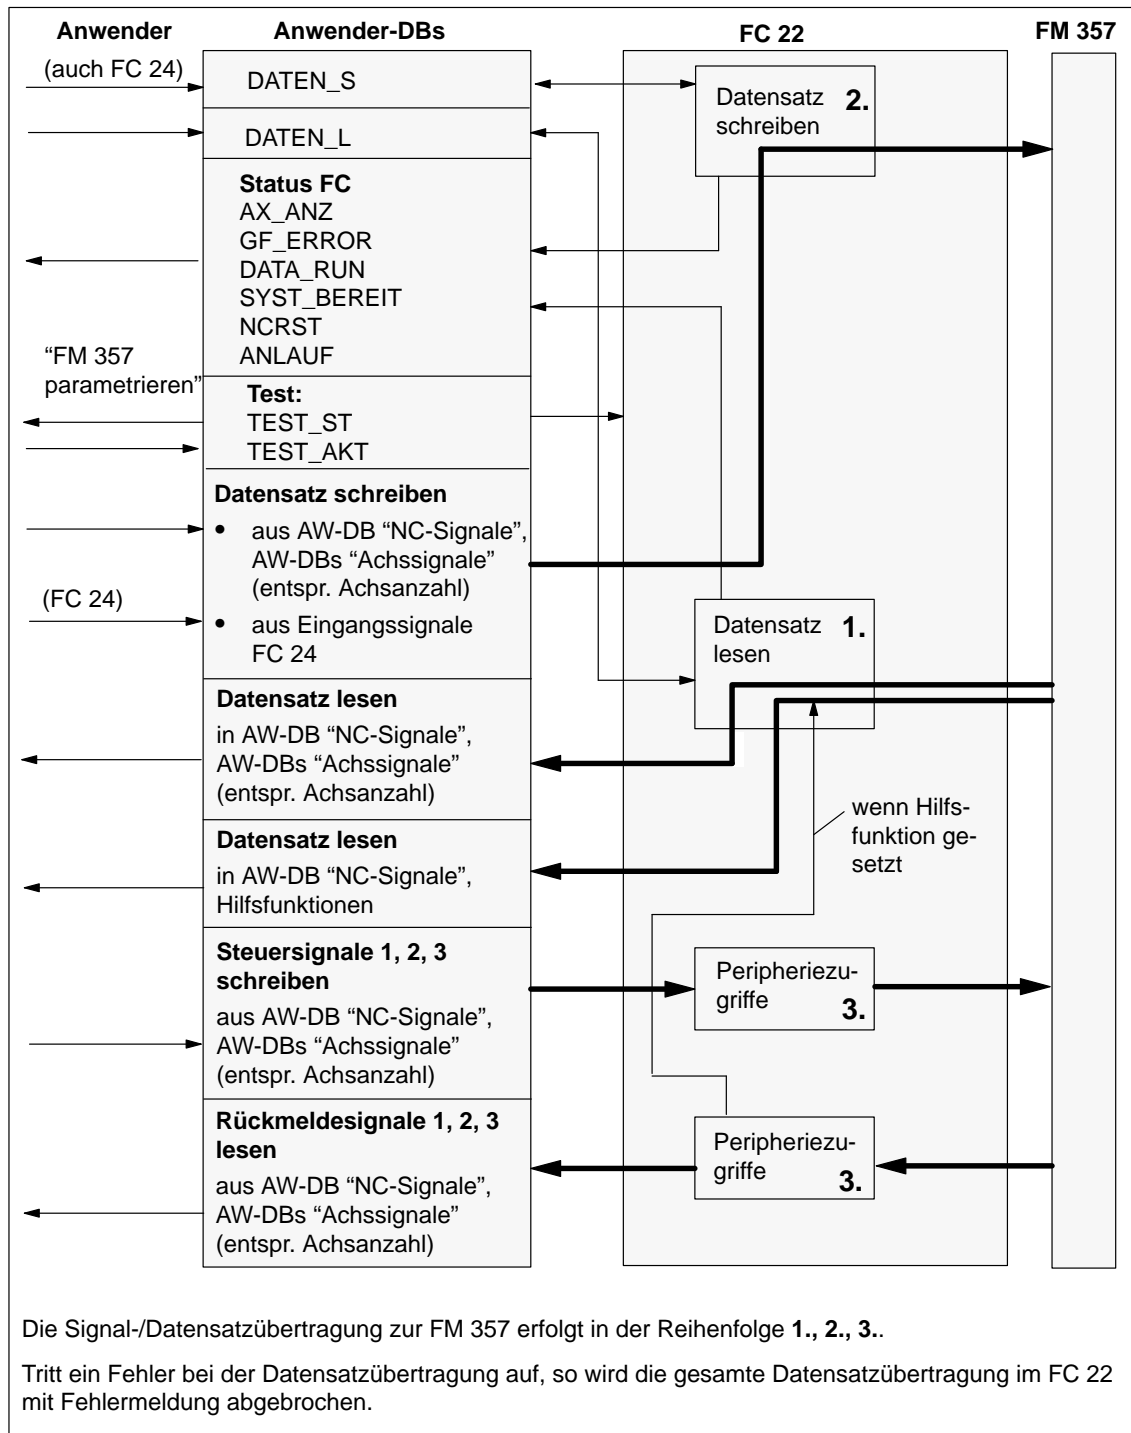 Anwender
Anwender-DBs
FC 22
FM 357
(auch FC 24)
DATEN_S
Datensatz 2.
schreiben
DATEN_L
Status FC
AX_ANZ
GF_ERROR
DATA_RUN
SYST_BEREIT
NCRST
ANLAUF
“FM 357
parametrieren”
Test:
TEST_ST
TEST_AKT
Datensatz schreiben
• aus AW-DB “NC-Signale”,
AW-DBs “Achssignale”
(entspr. Achsanzahl)
(FC 24)
• aus Eingangssignale
FC 24
Datensatz 1.
lesen
Datensatz lesen
in AW-DB “NC-Signale”,
AW-DBs “Achssignale”
(entspr. Achsanzahl)
wenn Hilfs-
funktion ge-
setzt
Datensatz lesen
in AW-DB “NC-Signale”,
Hilfsfunktionen
Steuersignale 1, 2, 3
schreiben
aus AW-DB “NC-Signale”,
AW-DBs “Achssignale”
(entspr. Achsanzahl)
Peripheriezu-
griffe
3.
Rückmeldesignale 1, 2, 3
lesen
aus AW-DB “NC-Signale”,
AW-DBs “Achssignale”
(entspr. Achsanzahl)
Peripheriezu-
griffe
3.
Die Signal-/Datensatzübertragung zur FM 357 erfolgt in der Reihenfolge 1., 2., 3..
Tritt ein Fehler bei der Datensatzübertragung auf, so wird die gesamte Datensatzübertragung im FC 22
mit Fehlermeldung abgebrochen.